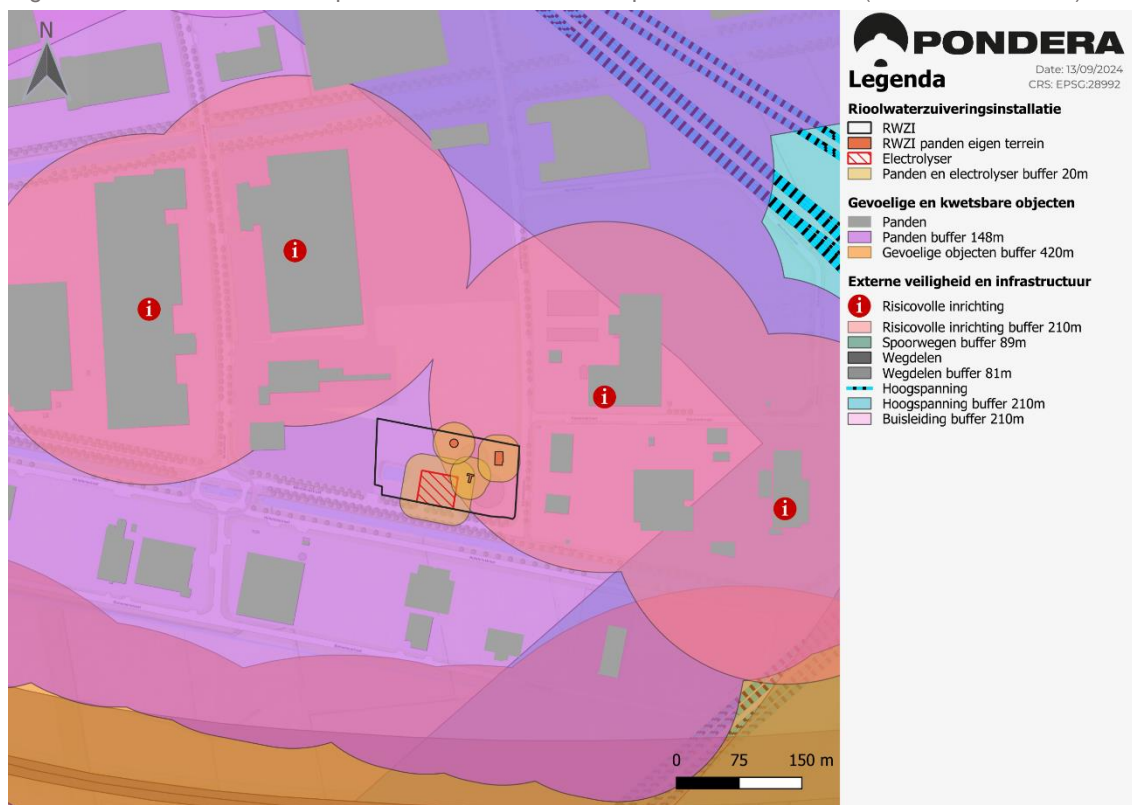 N
PONDERA
Legenda
Date: 13/09/2024
CRS: EPSG:28992
Rioolwaterzuiveringsinstallatie
RWZI
RWZI panden eigen terrein
Electrolyser
Panden en electrolyser buffer 20m
Gevoelige en kwetsbare objecten
Panden
Panden buffer 148m
Gevoelige objecten buffer 420m
Externe veiligheid en infrastructuur
i Risicovolle inrichting
Risicovolle inrichting buffer 210m
Spoorwegen buffer 89m
Wegdelen
Wegdelen buffer 81m
Hoogspanning
Hoogspanning buffer 210m
Buisleiding buffer 210m
i
i
i
i
0 75 150 m